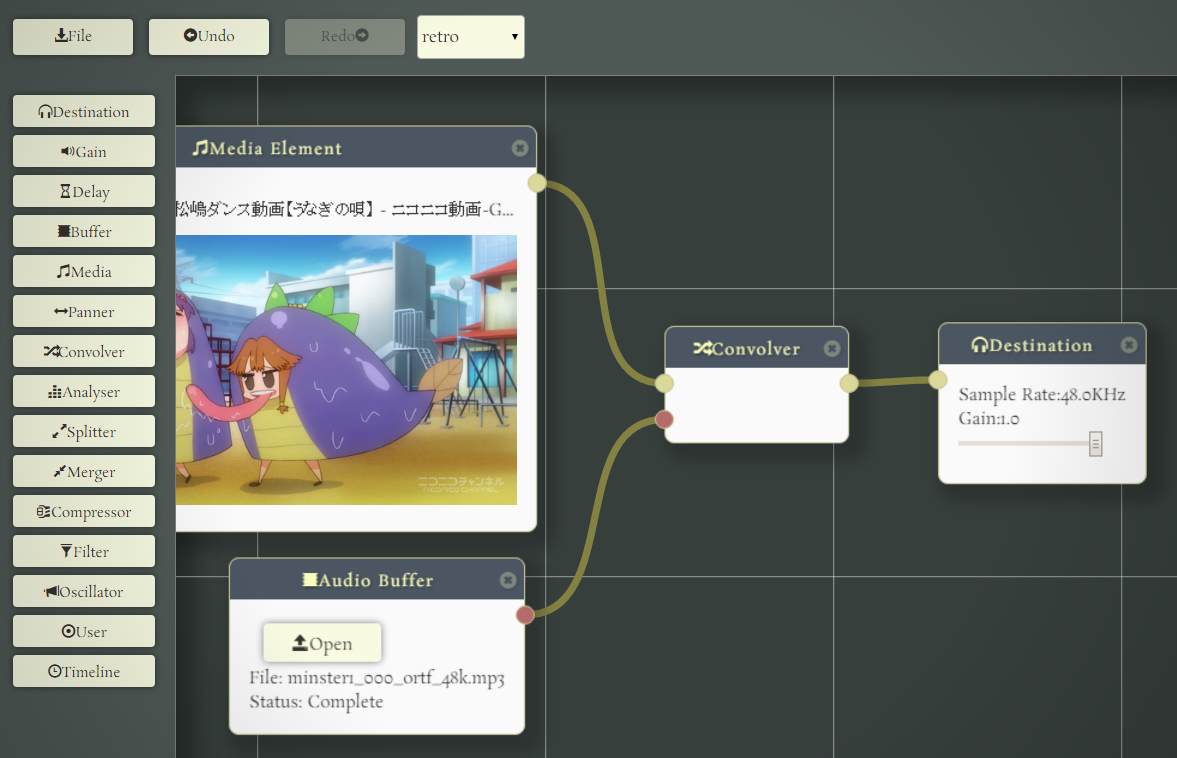 File
Undo
Redo
retro
Destination
Gain
Delay
Buffer
Media
Panner
Convolver
Analyser
Splitter
Merger
Compressor
Filter
Oscillator
User
Timeline
Media Element
松嶋ダンス動画【うなぎの唄】 - ニコニコ動画-G...
ニコニコチャンネル
NICONICO CHANNEL
Audio Buffer
Open
File: minster1_000_ortf_48k.mp3
Status: Complete
Convolver
Destination
Sample Rate:48.0KHz
Gain:1.0